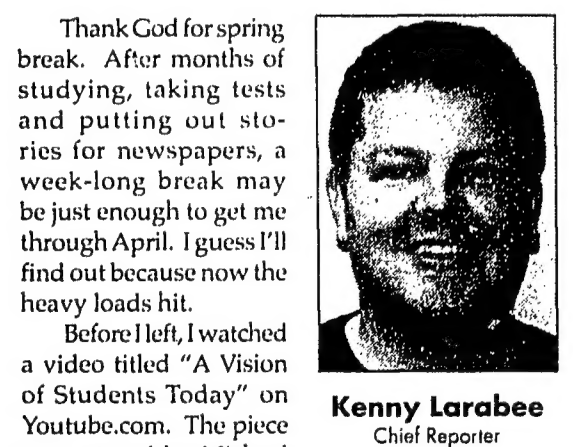 Thank God for spring
break. After months of
studying, taking tests
and putting out sto-
ries for newspapers, a
week-long break may
be just enough to get me
through April. I guess I'll
find out because now the
heavy loads hit.
Before I left, I watched
a video titled "A Vision
of Students Today" on
Youtube.com. The piece
Kenny Larabee
Chief Reporter